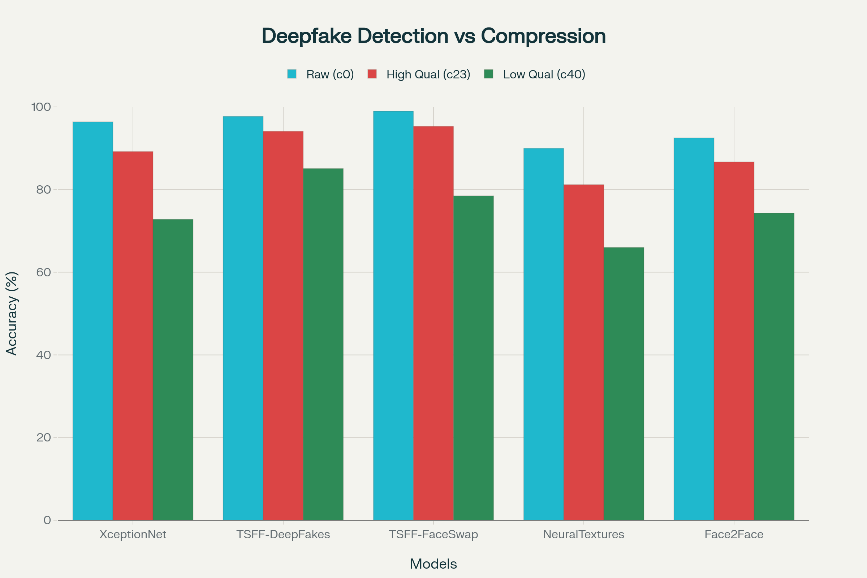 Deepfake Detection vs Compression
Raw (c0) High Qual (c23) Low Qual (c40)
100
80
60
40
20
0
Accuracy (%)
XceptionNet TSFF-DeepFakes TSFF-FaceSwap NeuralTextures Face2Face
Models